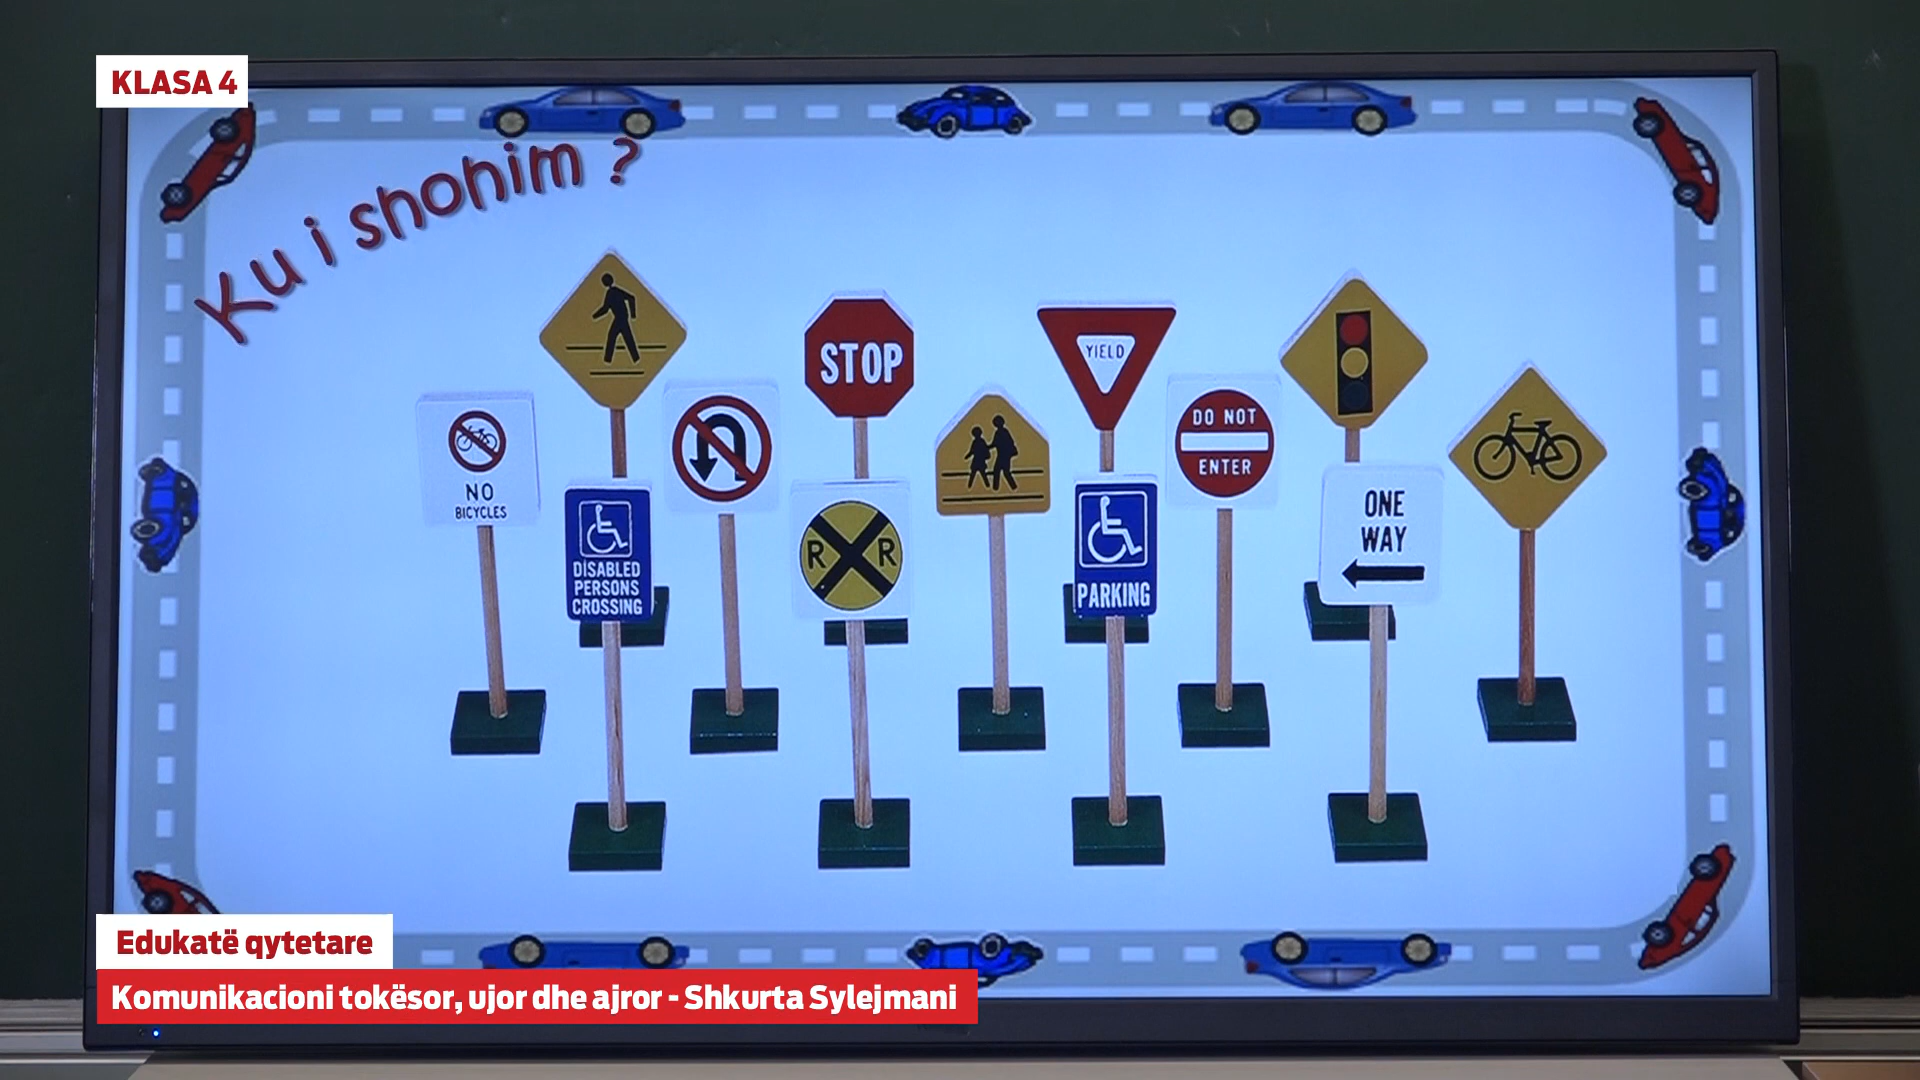 KLASA 4
Ku i shohim ?
STOP
YIELD
NO
BICYCLES
DO NOT
ENTER
ONE
WAY
DISABLED
PERSONS
CROSSING
R R
PARKING
Edukatë qytetare
Komunikacioni tokësor, ujor dhe ajror - Shkurta Sylejmani